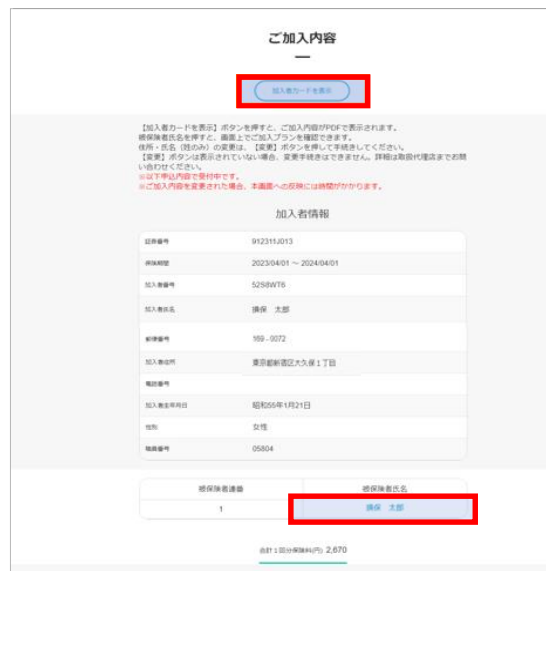 ご加入内容
加入者カードを表示
【加入者カードを表示】ボタンを押すと、ご加入内容がPDFで表示されます。
被保険者氏名を押すと、画面上でご加入プランを確認できます。
住所・氏名（姓のみ）の変更は、【変更】ボタンを押して手続きしてください。
【変更】ボタンは表示されていない場合、変更手続きはできません。詳細は取扱代理店までお問
い合わせください。
※以下申込内容で受付中です。
※ご加入内容を変更された場合、本画面への反映には時間がかかります。
加入者情報
証券番号 912311J013
保険期間 2023/04/01 ～ 2024/04/01
加入者番号 5298WT6
加入者氏名 損保　太郎
郵便番号 169 - 0072
加入者住所 東京都新宿区大久保１丁目
電話番号
加入者生年月日 昭和55年1月21日
性別 女性
職員番号 05804
被保険者連番 被保険者氏名
1 損保　太郎
合計１回分保険料(円) 2,670